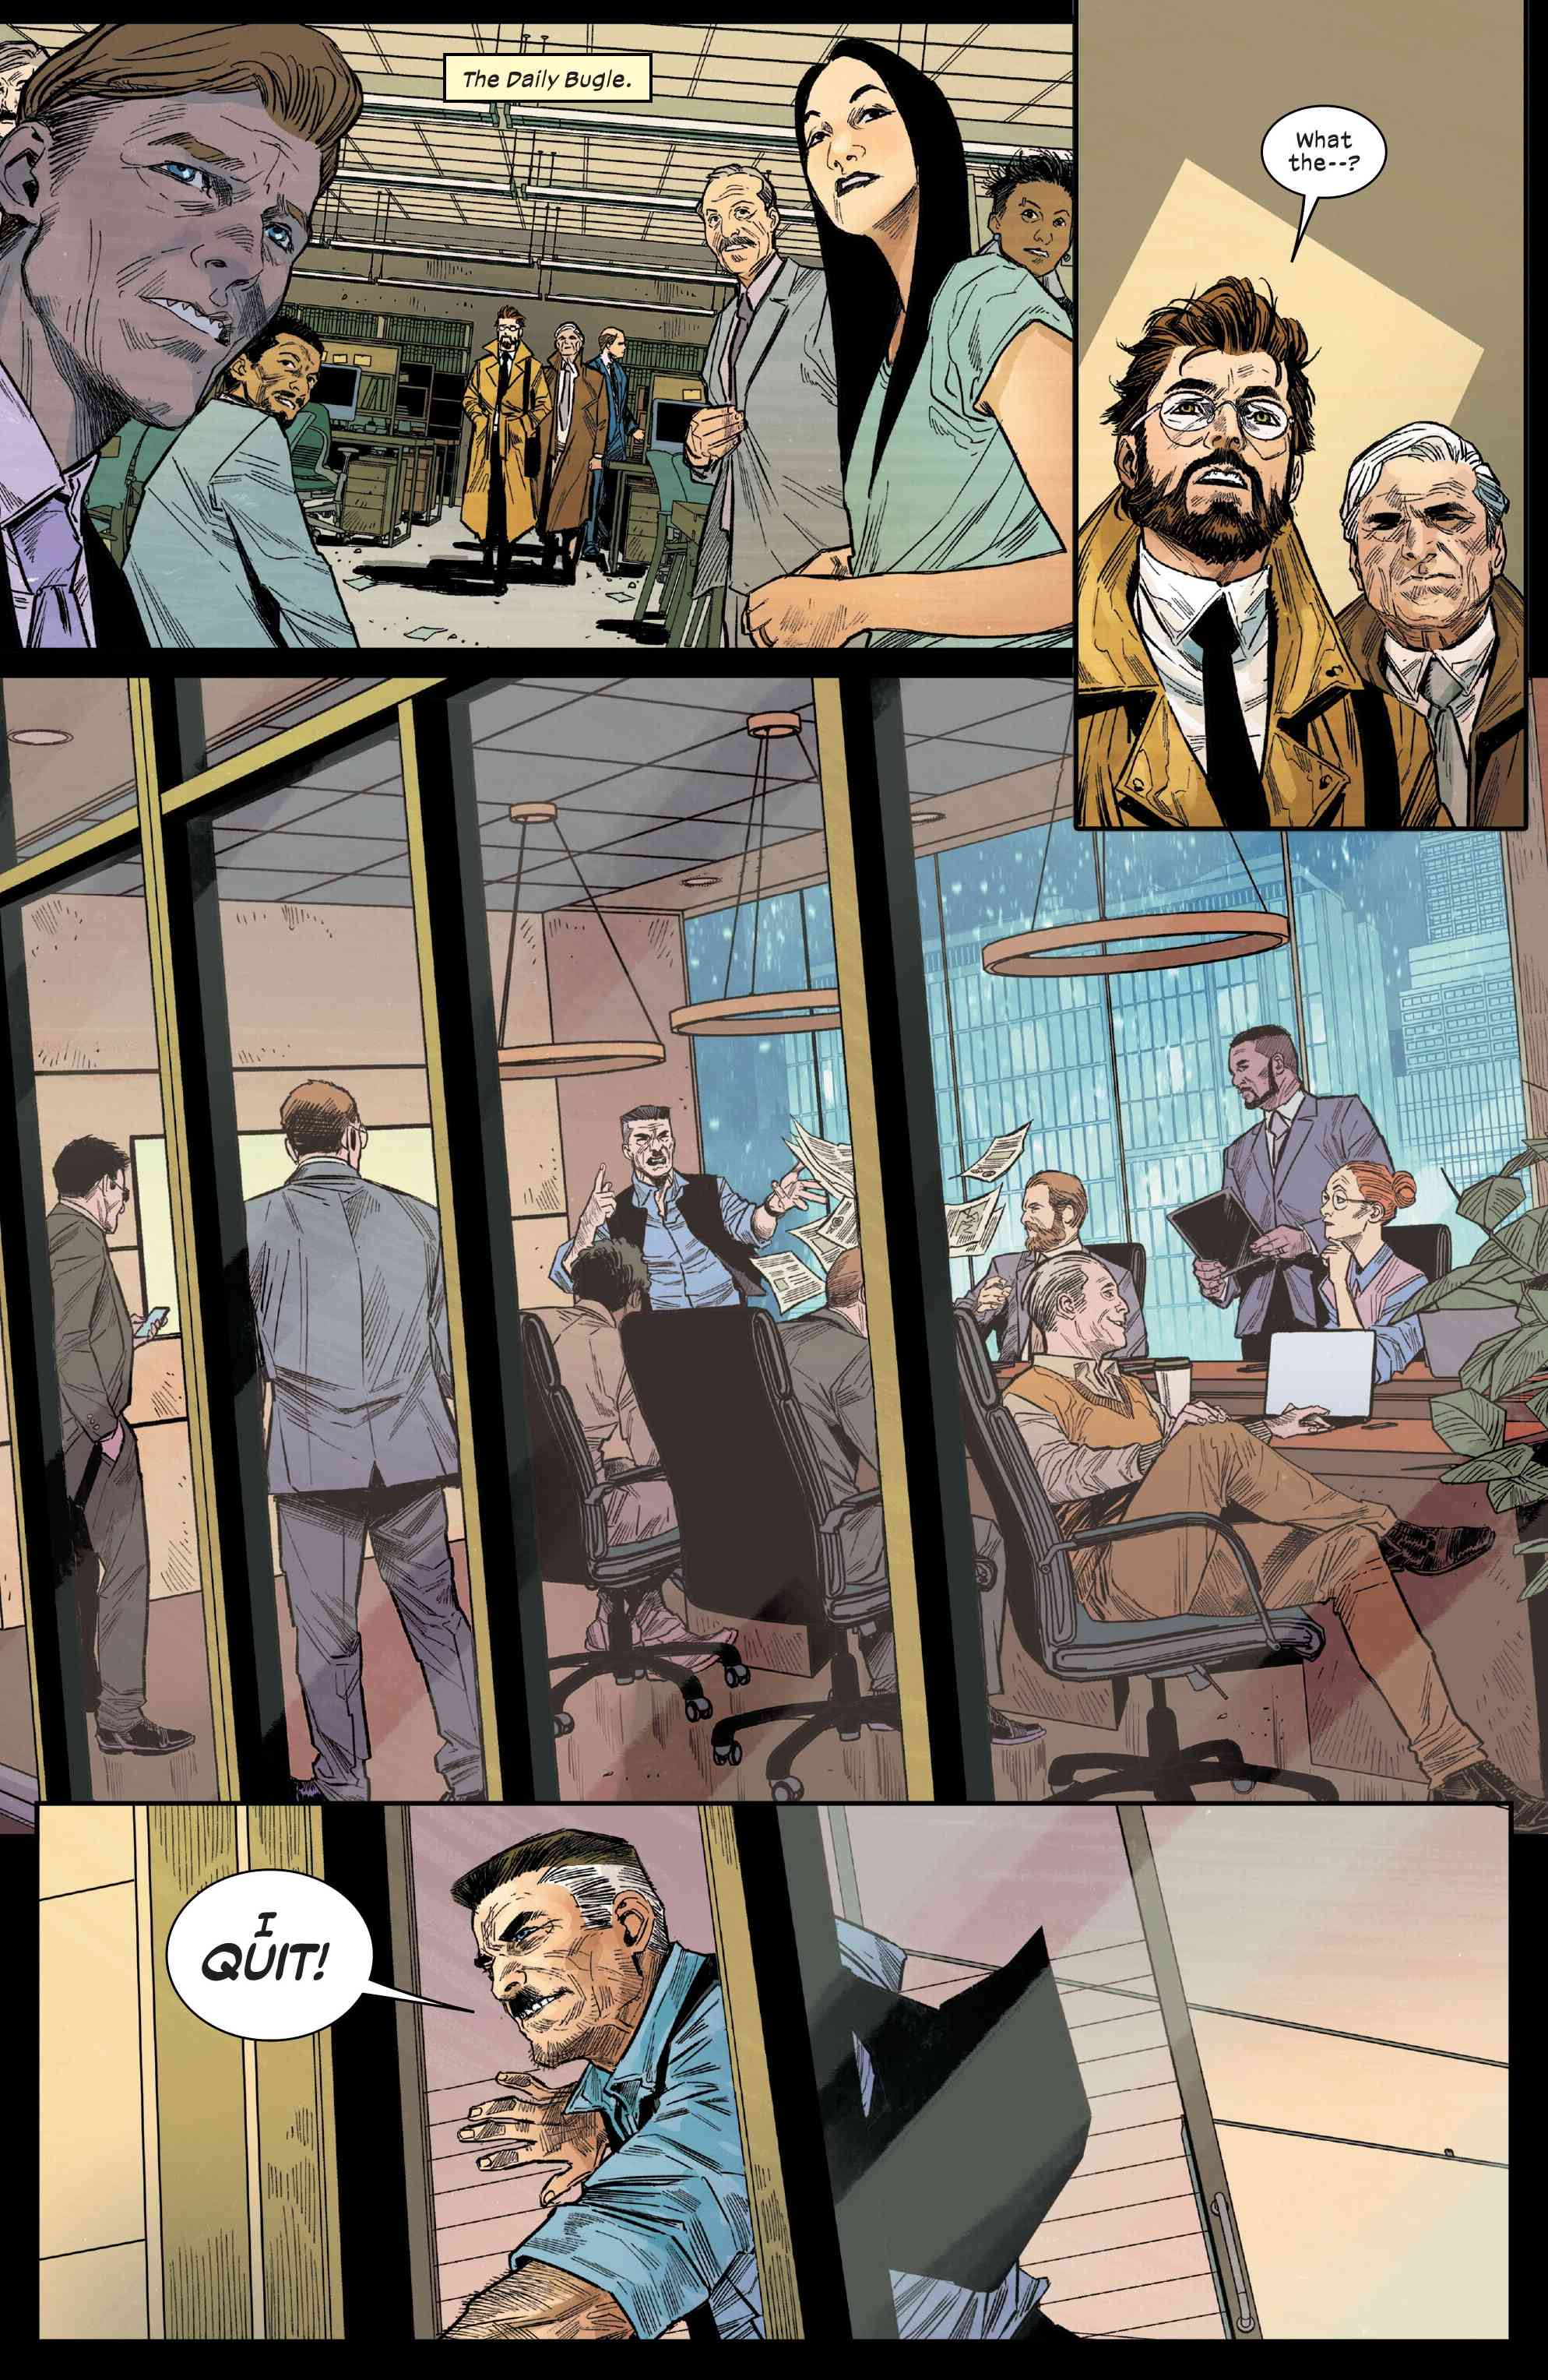 The Daily Bugle.
What
the--?
I
QUIT!